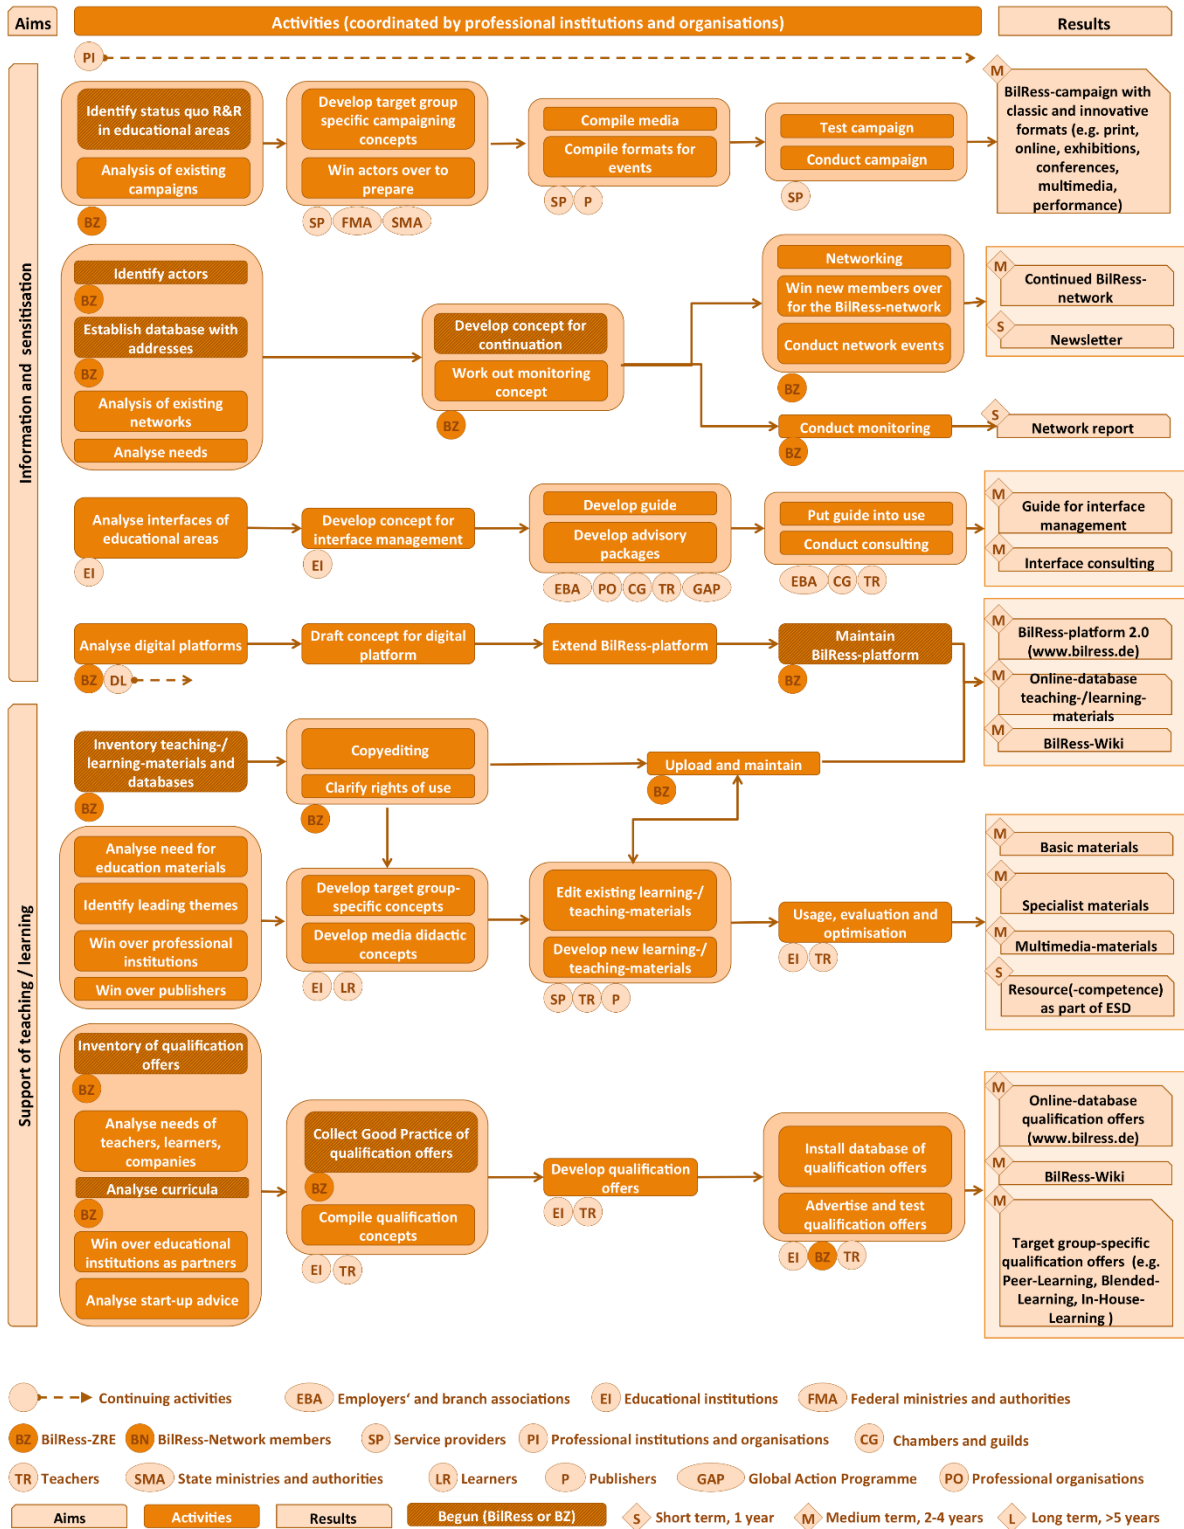 Aims
Activities (coordinated by professional institutions and organisations)
Results
PI
Information and sensitisation
Identify status quo R&R
in educational areas
Analysis of existing
campaigns
BZ
Develop target group
specific campaigning
concepts
Win actors over to
prepare
SP
FMA
SMA
Compile media
Compile formats for
events
SP
P
Test campaign
Conduct campaign
SP
M
BilRess-campaign with
classic and innovative
formats (e.g. print,
online, exhibitions,
conferences,
multimedia,
performance)
Identify actors
BZ
Establish database with
addresses
BZ
Analysis of existing
networks
Analyse needs
Develop concept for
continuation
Work out monitoring
concept
BZ
Networking
Win new members over
for the BilRess-network
Conduct network events
BZ
Conduct monitoring
BZ
M
Continued BilRess-
network
S
Newsletter
S
Network report
Analyse interfaces of
educational areas
EI
Develop concept for
interface management
EI
Develop guide
Develop advisory
packages
EBA
PO
CG
TR
GAP
Put guide into use
Conduct consulting
EBA
CG
TR
M
Guide for interface
management
M
Interface consulting
Analyse digital platforms
BZ
DL
Draft concept for digital
platform
Extend BilRess-platform
Maintain
BilRess-platform
BZ
M
BilRess-platform 2.0
(www.bilress.de)
M
Online-database
teaching-/learning-
materials
M
BilRess-Wiki
Support of teaching / learning
Inventory teaching-/
learning-materials and
databases
BZ
Copyediting
Clarify rights of use
BZ
Upload and maintain
BZ
Analyse need for
education materials
Identify leading themes
Win over professional
institutions
Win over publishers
Develop target group-
specific concepts
Develop media didactic
concepts
EI
LR
Edit existing learning-/
teaching-materials
Develop new learning-/
teaching-materials
SP
TR
P
Usage, evaluation and
optimisation
EI
TR
M
Basic materials
M
Specialist materials
M
Multimedia-materials
S
Resource(-competence)
as part of ESD
Inventory of qualification
offers
BZ
Analyse needs of
teachers, learners,
companies
Analyse curricula
BZ
Win over educational
institutions as partners
Analyse start-up advice
Collect Good Practice of
qualification offers
BZ
Compile qualification
concepts
EI
TR
Develop qualification
offers
EI
TR
Install database of
qualification offers
Advertise and test
qualification offers
EI
BZ
TR
M
Online-database
qualification offers
(www.bilress.de)
M
BilRess-Wiki
M
Target group-specific
qualification offers (e.g.
Peer-Learning, Blended-
Learning, In-House-
Learning )
Continuing activities
EBA Employers‘ and branch associations
EI Educational institutions
FMA Federal ministries and authorities
BZ BilRess-ZRE
BN BilRess-Network members
SP Service providers
PI Professional institutions and organisations
CG Chambers and guilds
TR Teachers
SMA State ministries and authorities
LR Learners
P Publishers
GAP Global Action Programme
PO Professional organisations
Aims
Activities
Results
Begun (BilRess or BZ)
S Short term, 1 year
M Medium term, 2-4 years
L Long term, >5 years